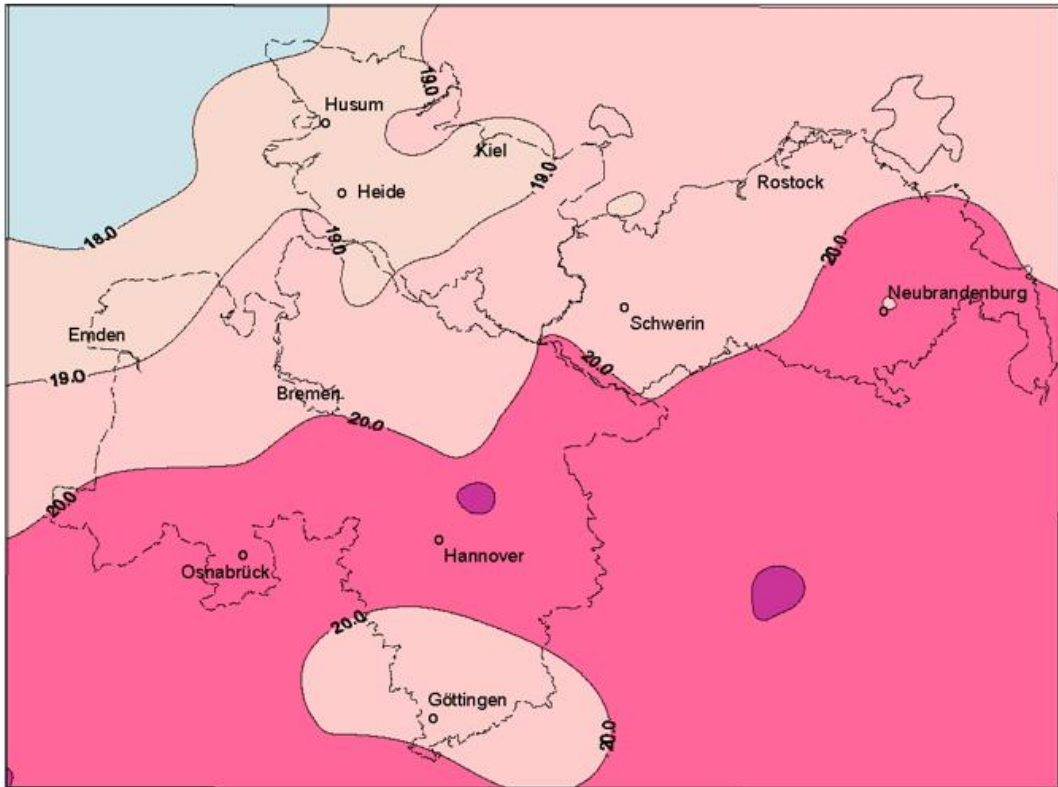 19.0
Husum
Kiel
19.0
Heide
Rostock
18.0
19.0
20.0
Neubrandenburg
Schwerin
Emden
20.0
19.0
Bremen
20.0
20.0
Hannover
Osnabrück
20.0
Göttingen
20.0